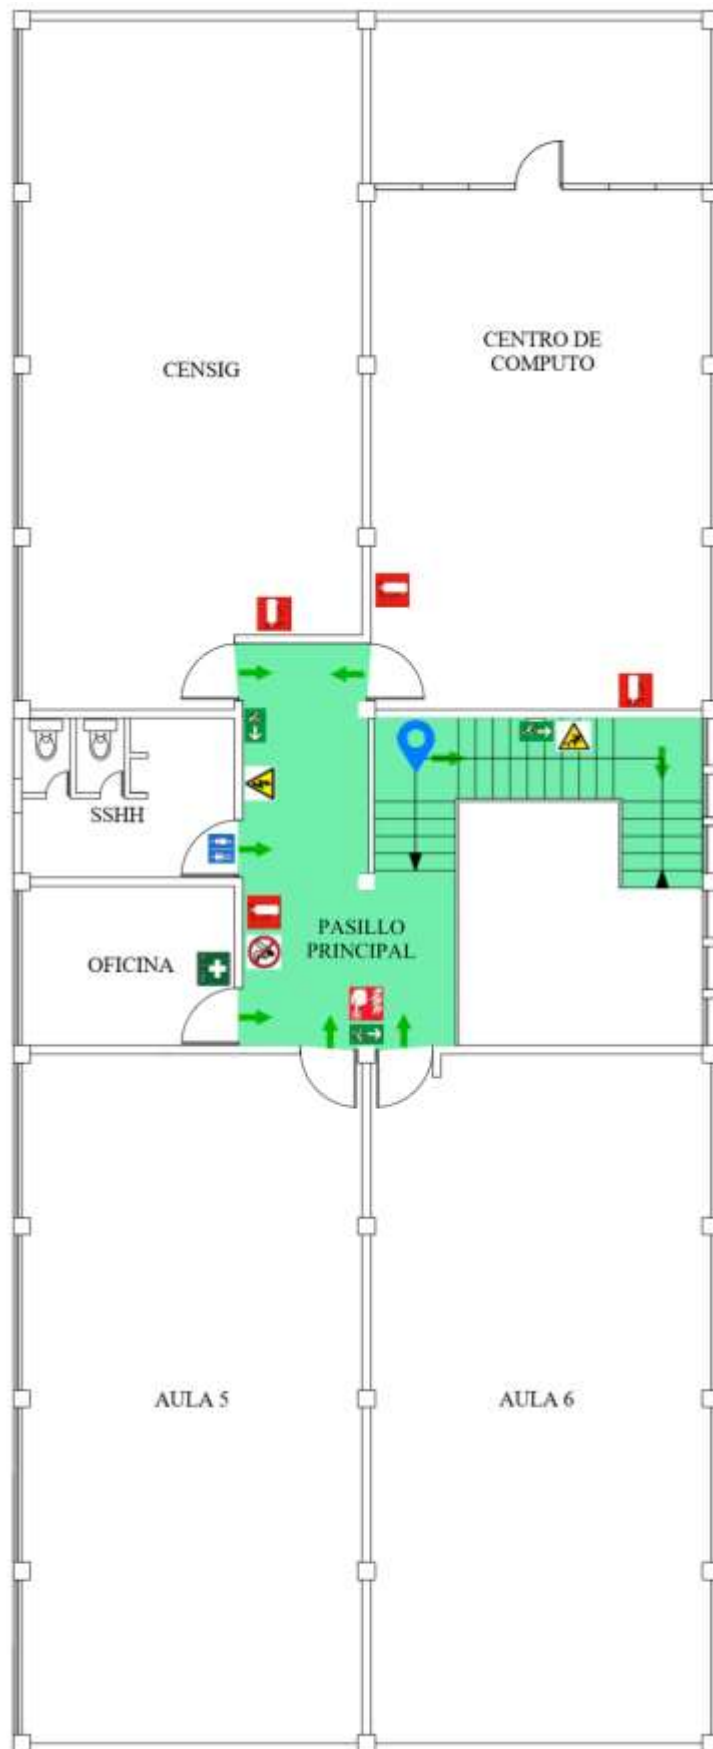 CENSIG
CENTRO DE
COMPUTO
SSHH
OFICINA
PASILLO
PRINCIPAL
AULA 5
AULA 6